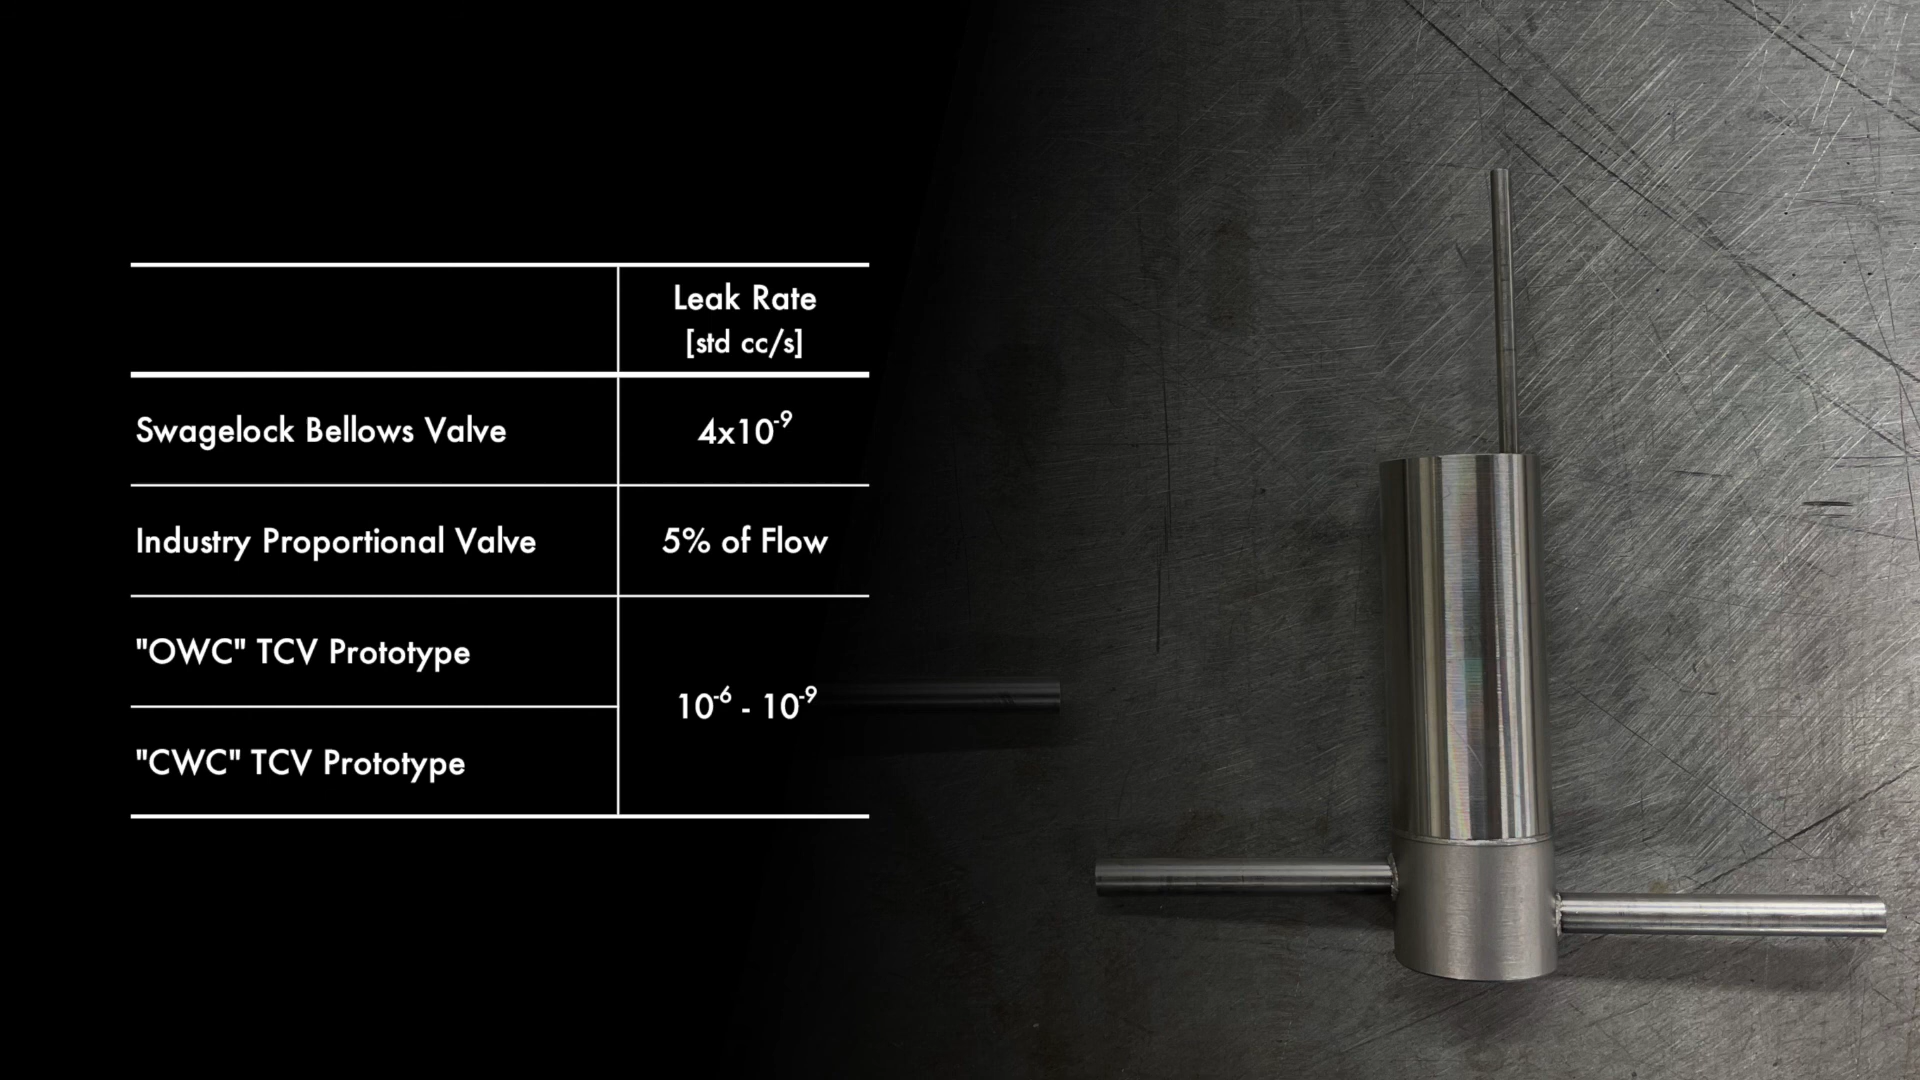 Leak Rate
[std cc/s]
Swagelock Bellows Valve
4x10⁻⁹
Industry Proportional Valve
5% of Flow
"OWC" TCV Prototype
10⁻⁶ - 10⁻⁹
"CWC" TCV Prototype